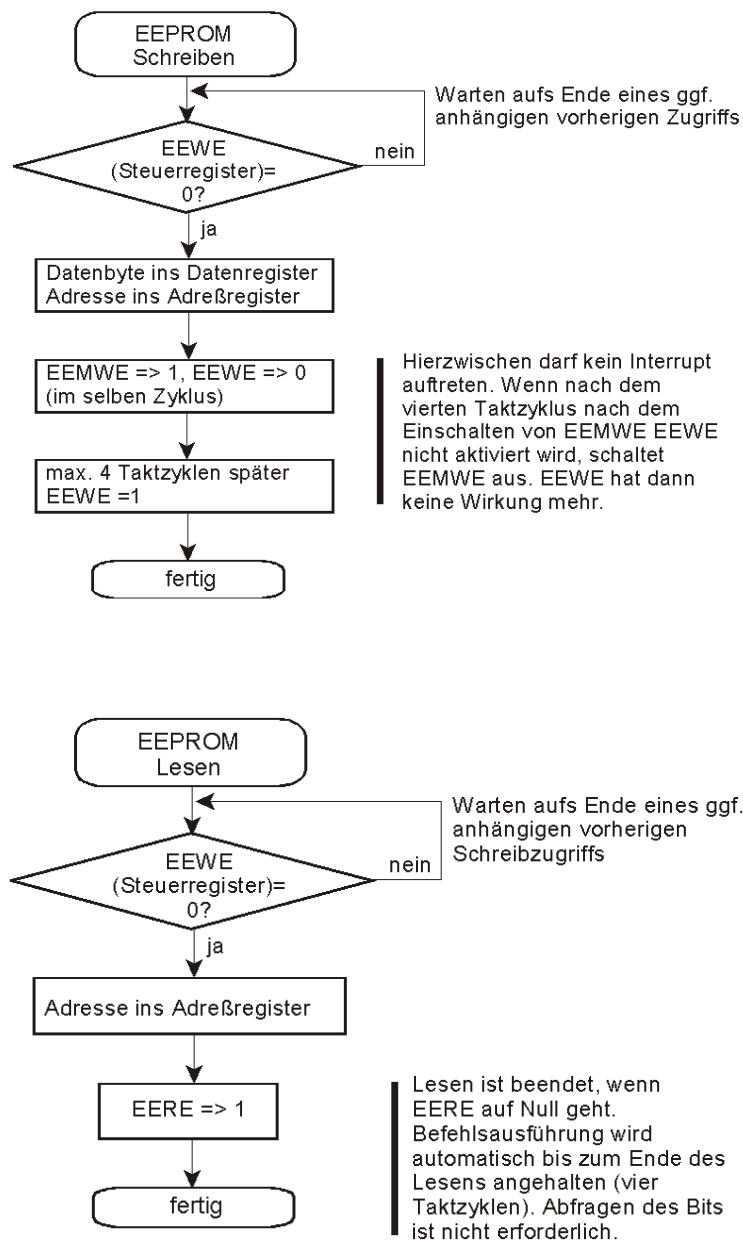 EEPROM
Schreiben
Warten aufs Ende eines ggf.
anhängigen vorherigen Zugriffs
EEWE
(Steuerregister)=
0?
nein
ja
Datenbyte ins Datenregister
Adresse ins Adreßregister
EEMWE => 1, EEWE => 0
(im selben Zyklus)
max. 4 Taktzyklen später
EEWE =1
Hierzwischen darf kein Interrupt
auftreten. Wenn nach dem
vierten Taktzyklus nach dem
Einschalten von EEMWE EEWE
nicht aktiviert wird, schaltet
EEMWE aus. EEWE hat dann
keine Wirkung mehr.
fertig
EEPROM
Lesen
Warten aufs Ende eines ggf.
anhängigen vorherigen
Schreibzugriffs
EEWE
(Steuerregister)=
0?
nein
ja
Adresse ins Adreßregister
EERE => 1
Lesen ist beendet, wenn
EERE auf Null geht.
Befehlsausführung wird
automatisch bis zum Ende des
Lesens angehalten (vier
Taktzyklen). Abfragen des Bits
ist nicht erforderlich.
fertig